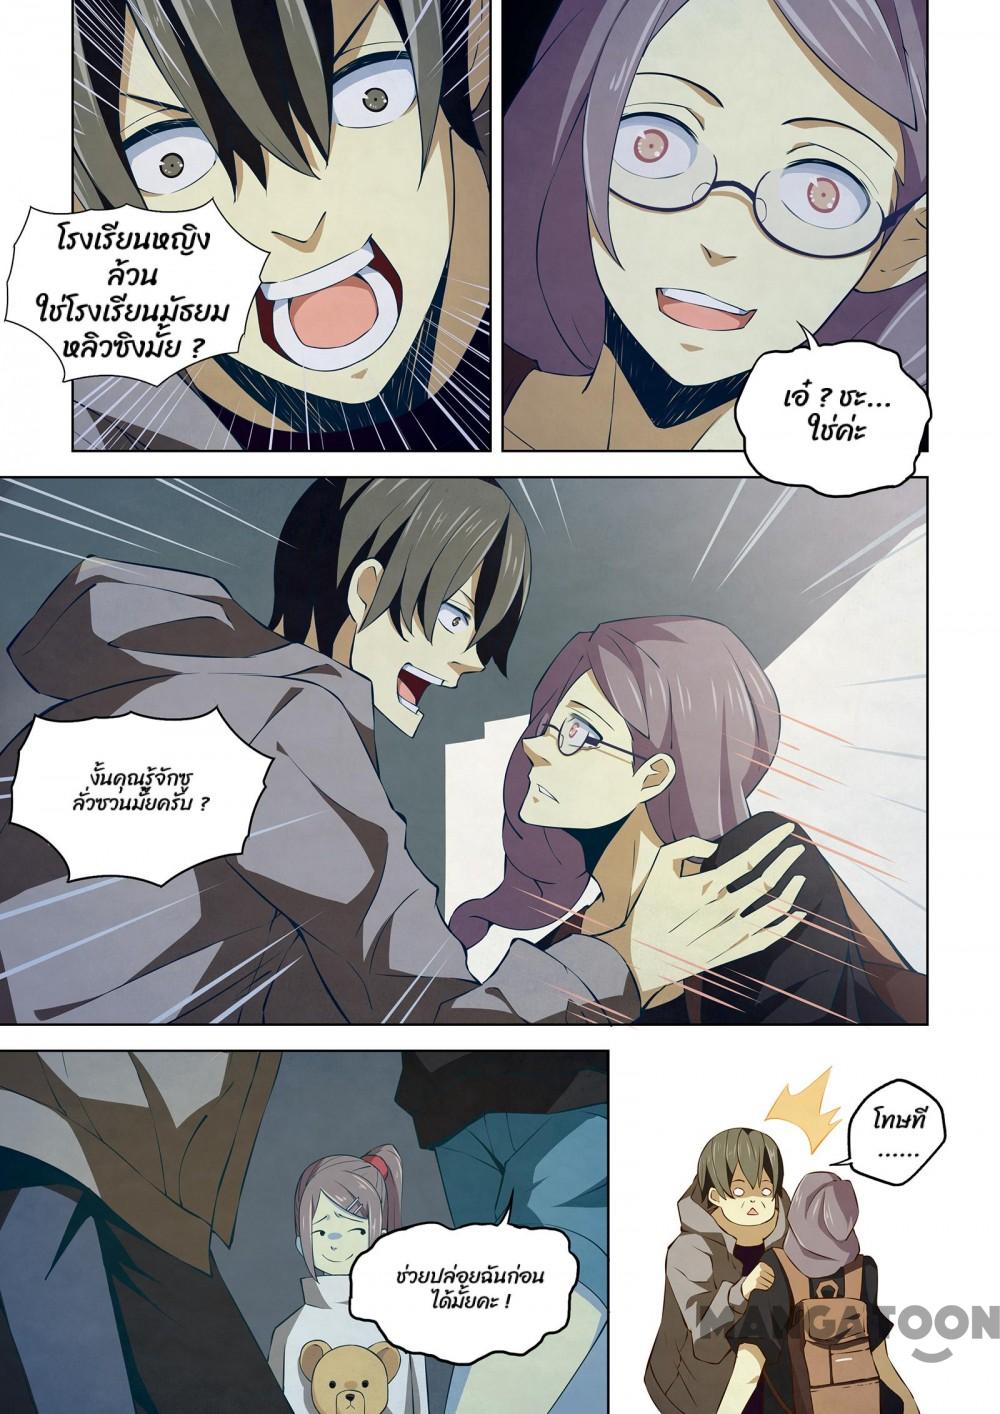 โรงเรียนหญิง
ล้วน
ใช่โรงเรียนมัธยม
หลิวซิงมั้ย ?
เอ๋ ? ชะ...
ใช่ค่ะ
งั้นคุณรู้จักซู
ลั่วซวนมั้ยครับ ?
ช่วยปล่อยฉันก่อน
ได้มั้ยคะ !
โทษที
......
MANGATOON